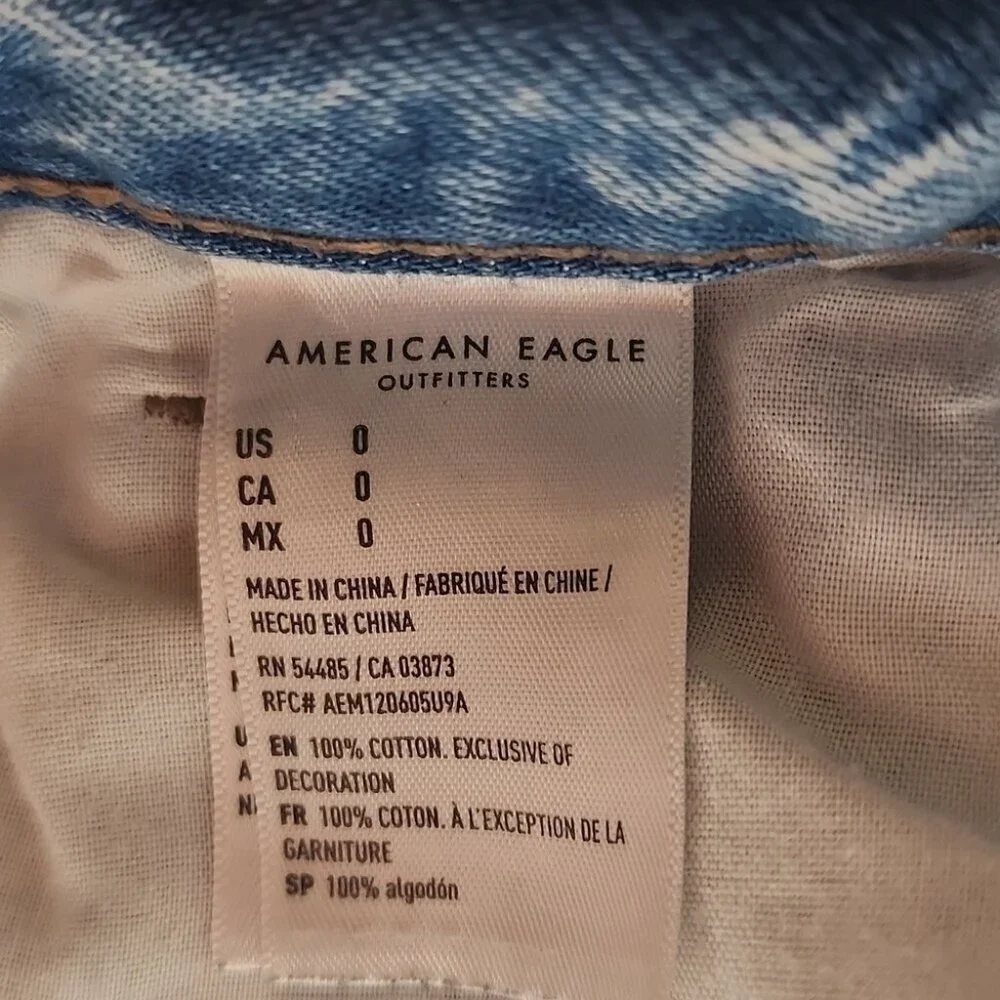 AMERICAN EAGLE
OUTFITTERS
US 0
CA 0
MX 0
MADE IN CHINA / FABRIQUÉ EN CHINE /
HECHO EN CHINA
RN 54485 / CA 03873
RFC# AEM120605U9A
EN 100% COTTON. EXCLUSIVE OF
DECORATION
FR 100% COTON. À L'EXCEPTION DE LA
GARNITURE
SP 100% algodón